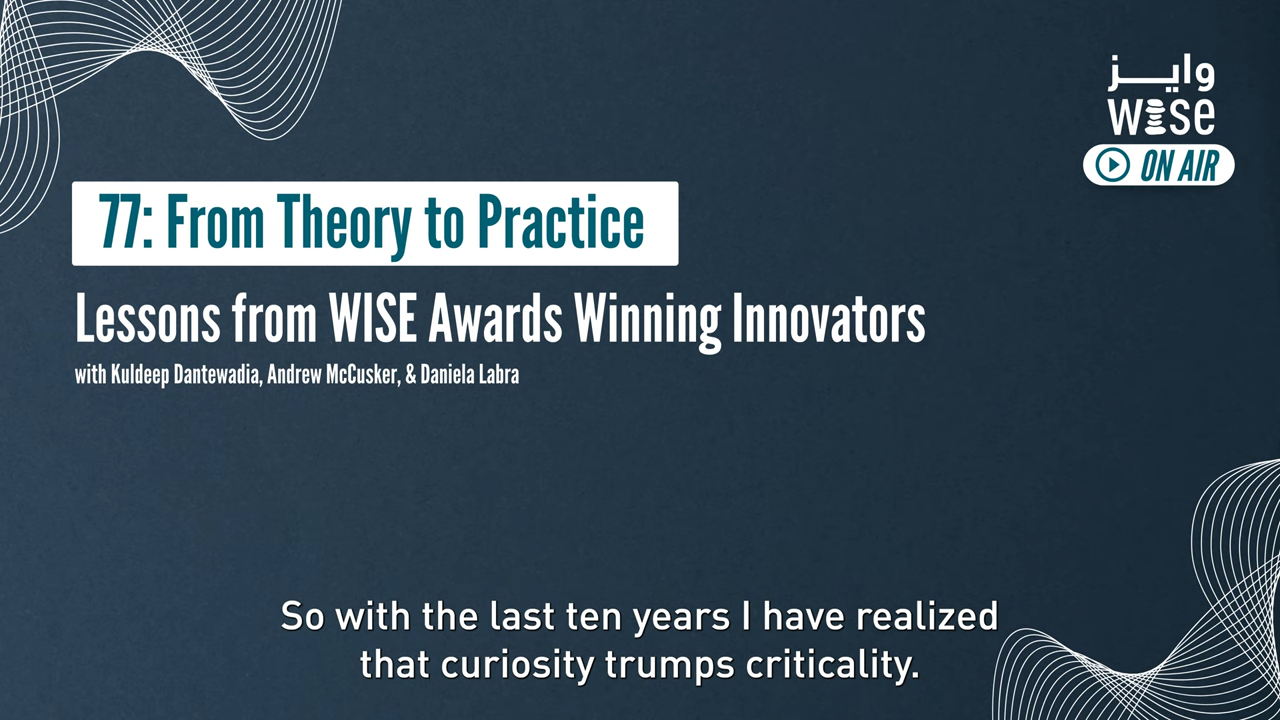 وايـــز
wise
ON AIR
77: From Theory to Practice
Lessons from WISE Awards Winning Innovators
with Kuldeep Dantewadia, Andrew McCusker, & Daniela Labra
So with the last ten years I have realized
that curiosity trumps criticality.